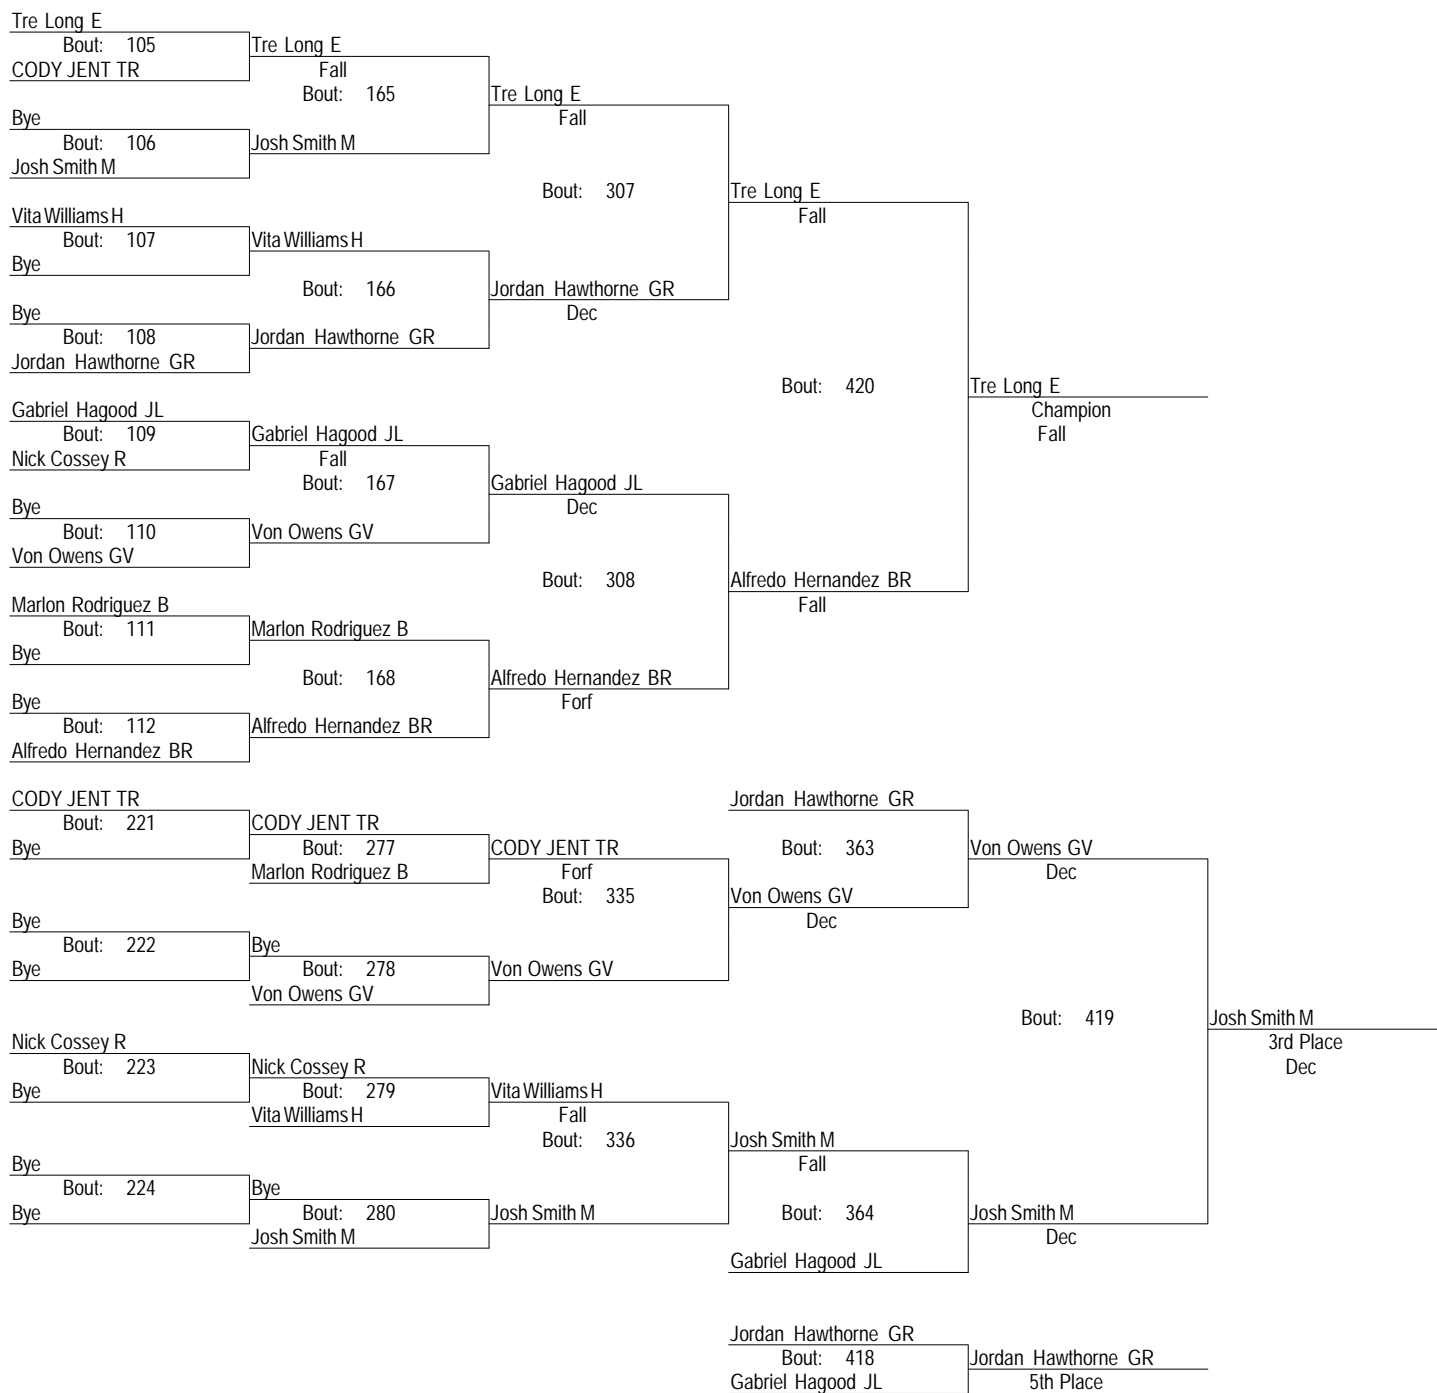 Tre Long E
Bout: 105 Tre Long E
CODY JENT TR Fall
Bout: 165 Tre Long E
Bye Fall
Bout: 106 Josh Smith M
Josh Smith M
Bout: 307 Tre Long E
Vita Williams H Fall
Bout: 107 Vita Williams H
Bye
Bout: 166 Jordan Hawthorne GR
Bye Dec
Bout: 108 Jordan Hawthorne GR
Jordan Hawthorne GR
Bout: 420 Tre Long E
Gabriel Hagood JL Champion
Bout: 109 Gabriel Hagood JL Fall
Nick Cossey R Fall
Bout: 167 Gabriel Hagood JL
Bye Dec
Bout: 110 Von Owens GV
Von Owens GV
Bout: 308 Alfredo Hernandez BR
Marlon Rodriguez B Fall
Bout: 111 Marlon Rodriguez B
Bye
Bout: 168 Alfredo Hernandez BR
Bye Forf
Bout: 112 Alfredo Hernandez BR
Alfredo Hernandez BR
CODY JENT TR Jordan Hawthorne GR
Bout: 221 CODY JENT TR
Bye Bout: 277 CODY JENT TR Bout: 363 Von Owens GV
Marlon Rodriguez B Forf Dec
Bout: 335 Von Owens GV
Bye Dec
Bout: 222 Bye
Bye Bout: 278 Von Owens GV
Von Owens GV
Bout: 419 Josh Smith M
Nick Cossey R 3rd Place
Bout: 223 Nick Cossey R Dec
Bye Bout: 279 Vita Williams H
Vita Williams H Fall
Bout: 336 Josh Smith M
Bye Fall
Bout: 224 Bye
Bye Bout: 280 Josh Smith M Bout: 364 Josh Smith M
Josh Smith M Dec
Gabriel Hagood JL
Jordan Hawthorne GR
Bout: 418 Jordan Hawthorne GR
Gabriel Hagood JL 5th Place